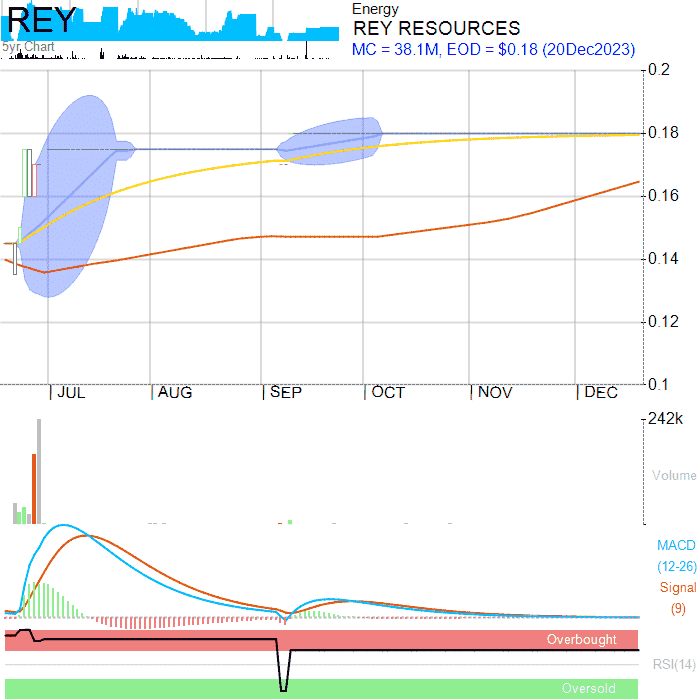 REY
5yr. Chart
Energy
REY RESOURCES
MC = 38.1M, EOD = $0.18 (20Dec2023)
0.2
0.18
0.16
0.14
0.12
0.1
JUL AUG SEP OCT NOV DEC
242k
Volume
MACD
(12-26)
Signal
(9)
Overbought
RSI(14)
Oversold